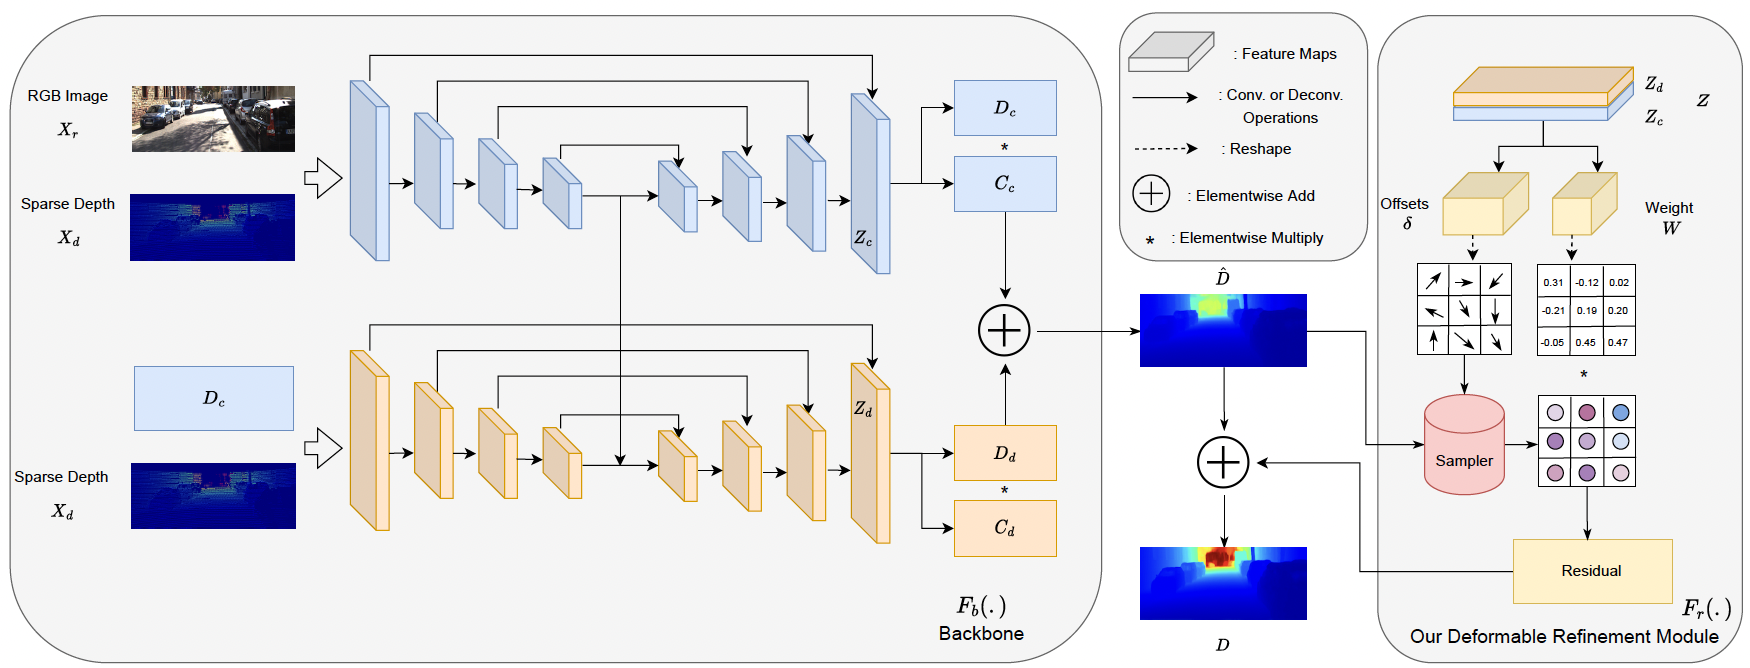 RGB Image
X_r
Sparse Depth
X_d
D_c
Sparse Depth
X_d
Z_c
Z_d
D_c
*
C_c
D_d
*
C_d
F_b(.)
Backbone
: Feature Maps
: Conv. or Deconv.
Operations
: Reshape
: Elementwise Add
* : Elementwise Multiply
D̂
D
Z_d
Z_c
Z
Offsets
δ
Weight
W
0.31 -0.12 0.02
-0.21 0.19 0.20
-0.05 0.45 0.47
*
Sampler
Residual
F_r(.)
Our Deformable Refinement Module